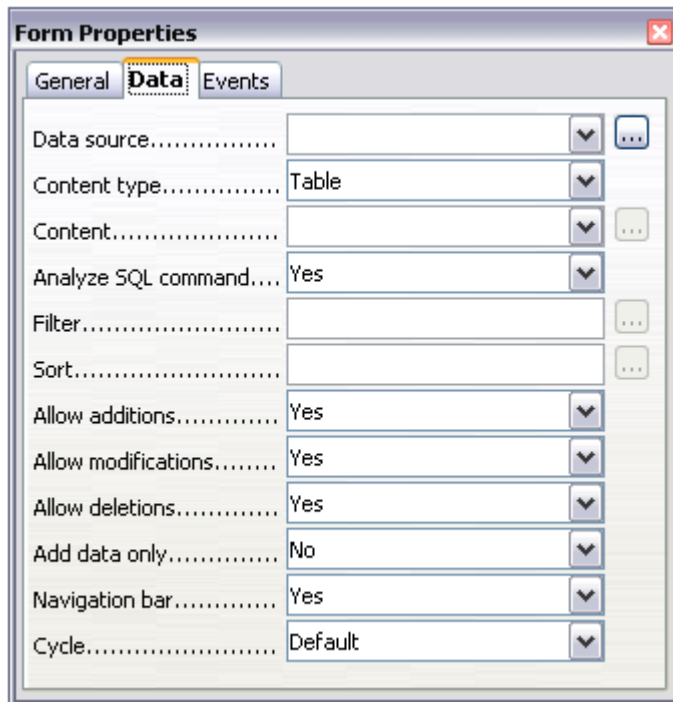 Form Properties
General Data Events
Data source................ ...
Content type............... Table
Content..................... ...
Analyze SQL command.... Yes
Filter......................... ...
Sort.......................... ...
Allow additions............. Yes
Allow modifications........ Yes
Allow deletions............. Yes
Add data only.............. No
Navigation bar............. Yes
Cycle........................ Default